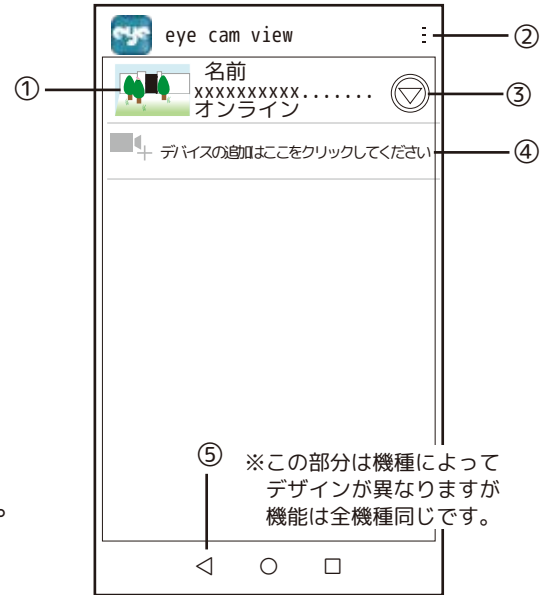 eye eye cam view ⋮ ②
① 名前
xxxxxxxxxx....... ③
オンライン
デバイスの追加はここをクリックしてください ④
⑤ ※この部分は機種によって
デザインが異なりますが
機能は全機種同じです。
。